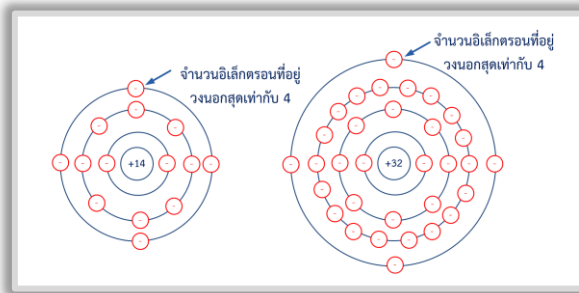 จำนวนอิเล็กตรอนที่อยู่
วงนอกสุดเท่ากับ 4
+14
จำนวนอิเล็กตรอนที่อยู่
วงนอกสุดเท่ากับ 4
+32